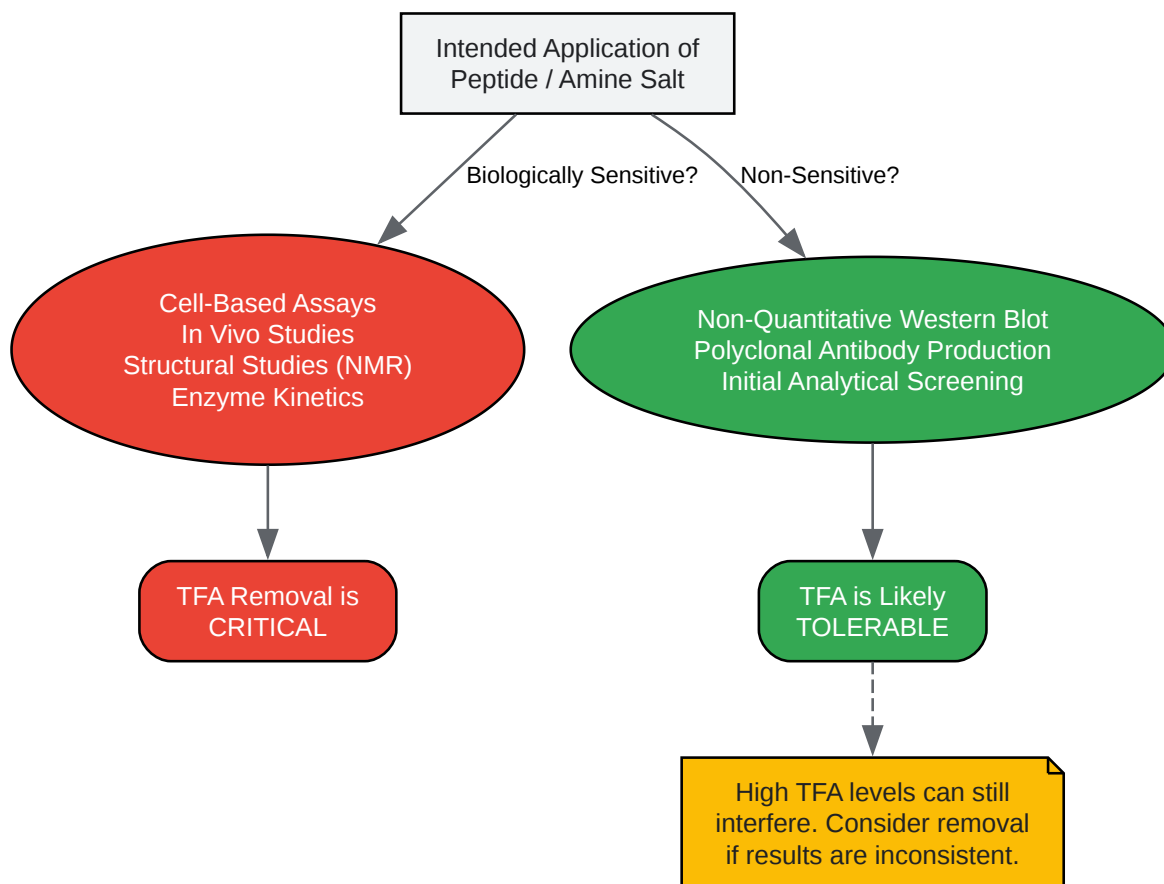 Intended Application of
Peptide / Amine Salt
Biologically Sensitive?
Non-Sensitive?
Cell-Based Assays
In Vivo Studies
Structural Studies (NMR)
Enzyme Kinetics
Non-Quantitative Western Blot
Polyclonal Antibody Production
Initial Analytical Screening
TFA Removal is
CRITICAL
TFA is Likely
TOLERABLE
High TFA levels can still
interfere. Consider removal
if results are inconsistent.